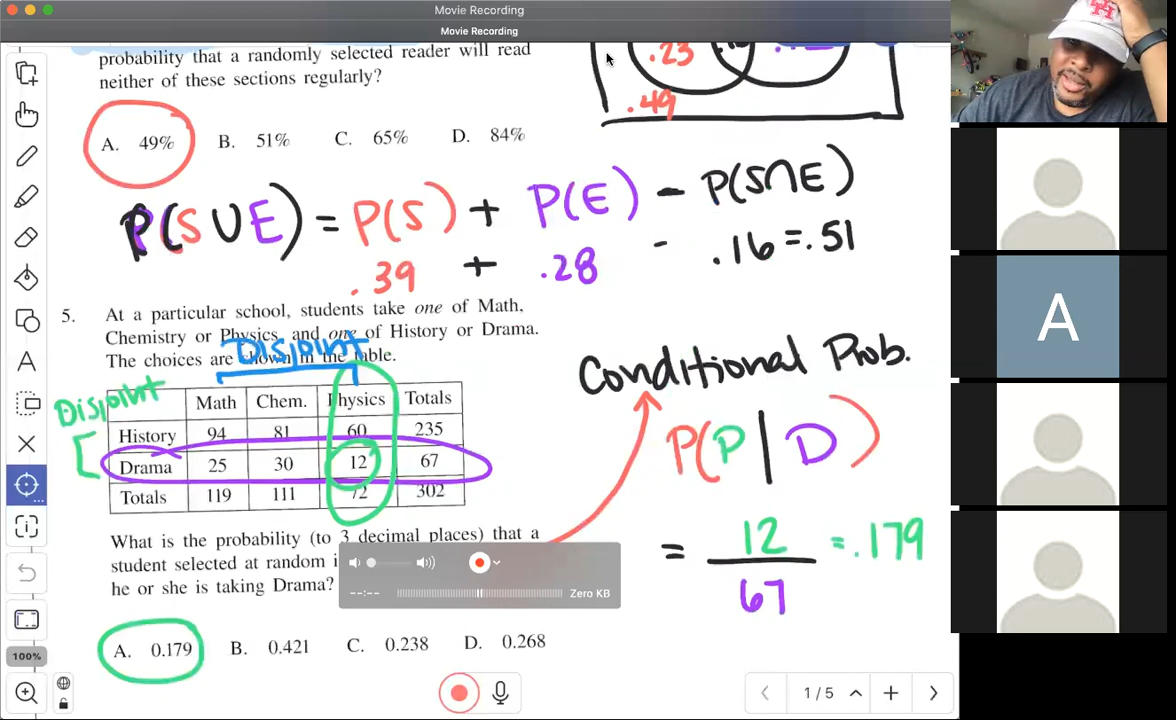 Movie Recording
Movie Recording
probability that a randomly selected reader will read
neither of these sections regularly?
.23
.49
A. 49% B. 51% C. 65% D. 84%
P(S∪E) = P(S) + P(E) - P(S∩E)
.39 + .28 - .16 = .51
5. At a particular school, students take one of Math,
Chemistry or Physics, and one of History or Drama.
The choices are shown in the table.
Disjoint
Disjoint
Math Chem. Physics Totals
History 94 81 60 235
Drama 25 30 12 67
Totals 119 111 72 302
Conditional Prob.
P(P|D)
= 12 = .179
67
What is the probability (to 3 decimal places) that a
student selected at random
he or she is taking Drama?
--:-- Zero KB
A. 0.179 B. 0.421 C. 0.238 D. 0.268
A
A
100%
1/5